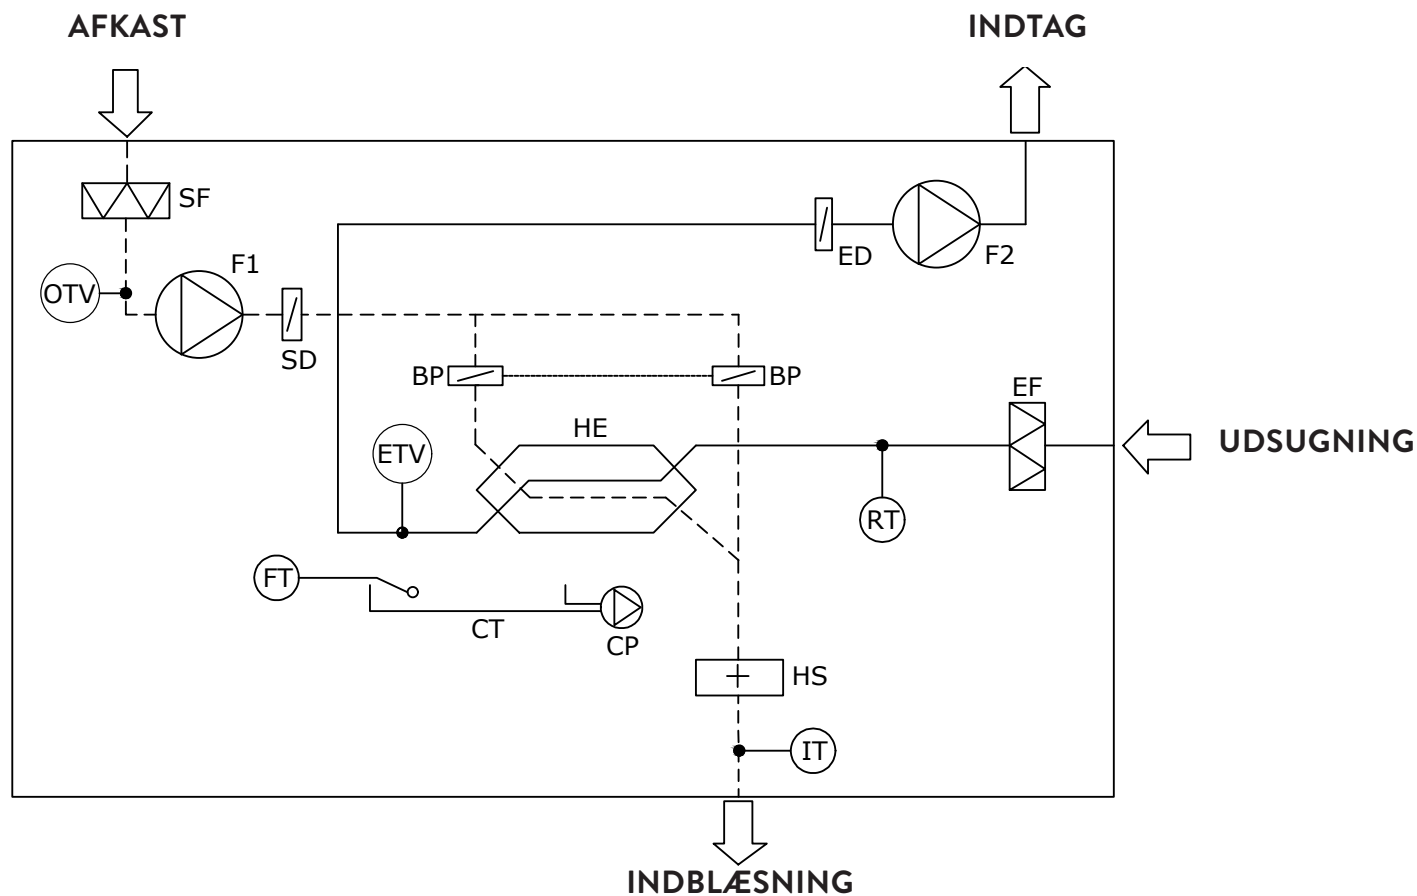 AFKAST
INDTAG
SF
ED
F2
OTV
F1
SD
BP
BP
EF
UDSUGNING
HE
ETV
RT
FT
CT
CP
HS
IT
INDBLÆSNING